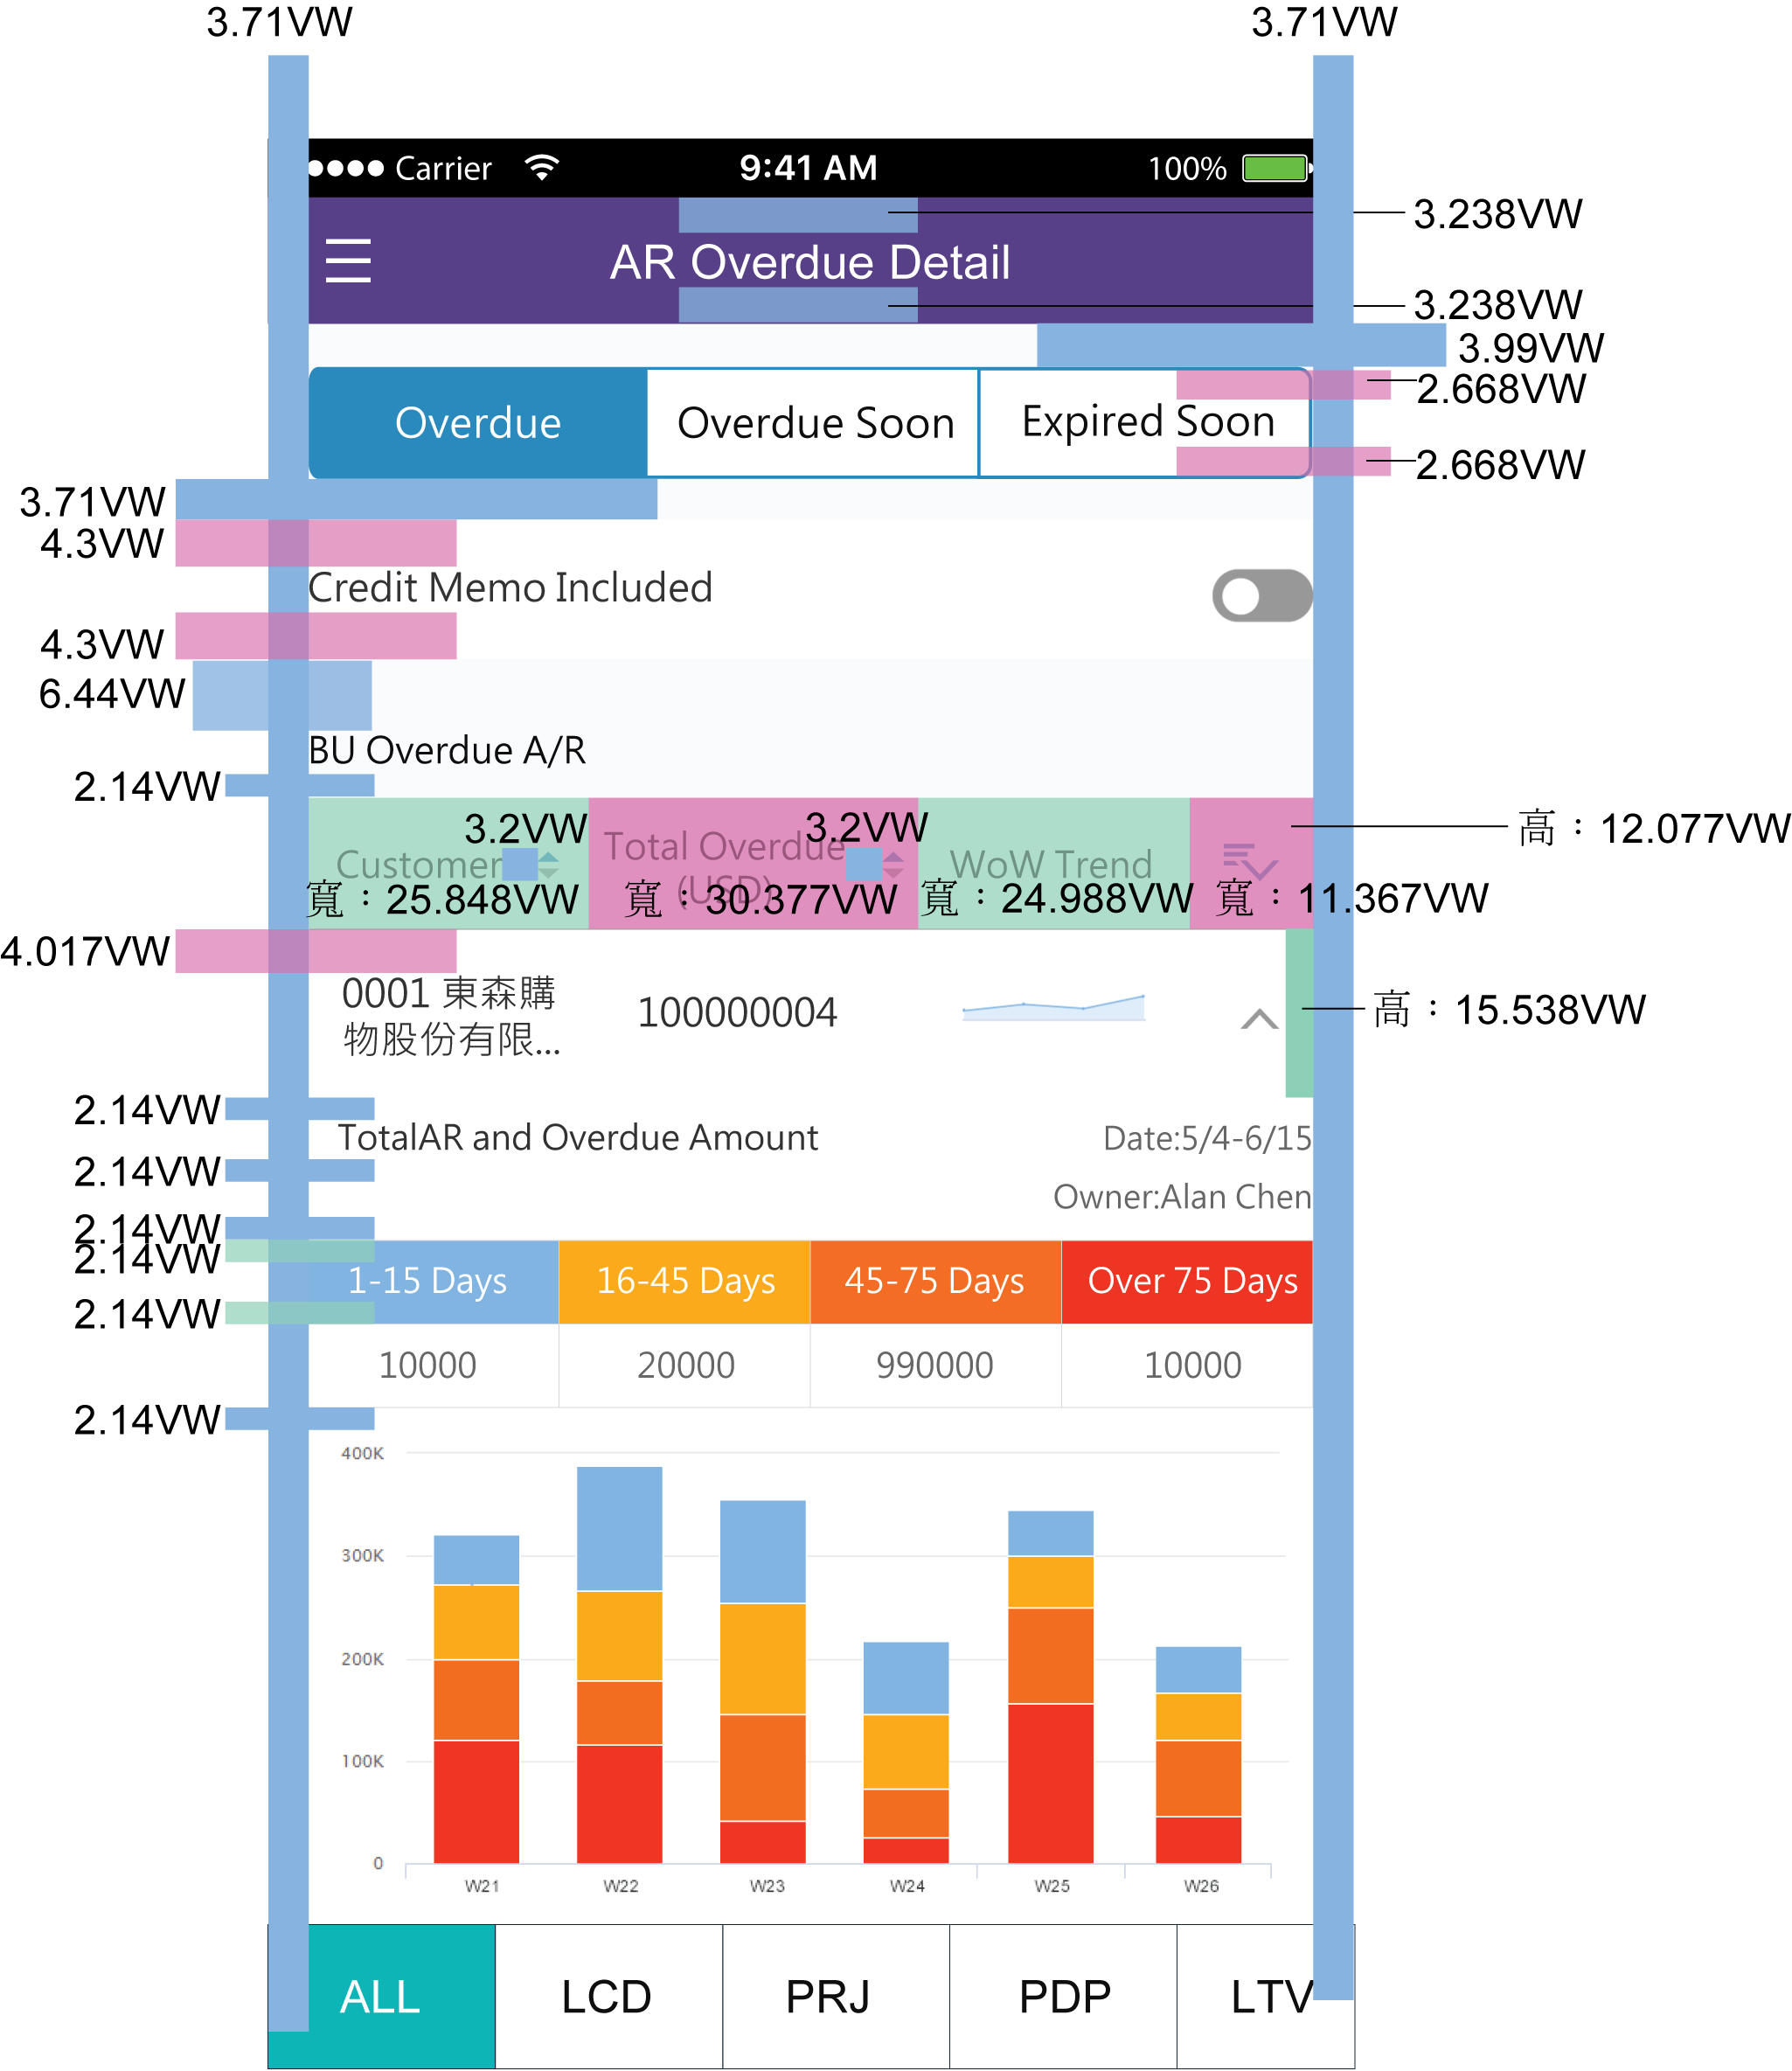 3.71VW 3.71VW
Carrier 9:41 AM 100%
3.238VW
AR Overdue Detail
3.238VW
3.99VW
2.668VW
Overdue Overdue Soon Expired Soon
2.668VW
3.71VW
4.3VW
Credit Memo Included
4.3VW
6.44VW
BU Overdue A/R
2.14VW
3.2VW 3.2VW 高：12.077VW
Customer Total Overdue (USD) WoW Trend
寬：25.848VW 寬：30.377VW 寬：24.988VW 寬：11.367VW
4.017VW
0001 東森購
物股份有限...
100000004
高：15.538VW
2.14VW
TotalAR and Overdue Amount Date:5/4-6/15
2.14VW
Owner:Alan Chen
2.14VW
2.14VW
1-15 Days 16-45 Days 45-75 Days Over 75 Days
2.14VW
10000 20000 990000 10000
2.14VW
400K
300K
200K
100K
0
W21 W22 W23 W24 W25 W26
ALL LCD PRJ PDP LTV